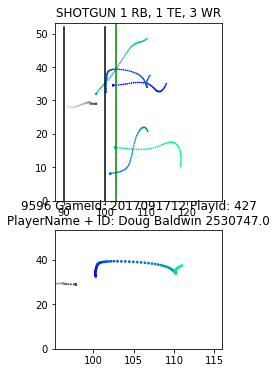 SHOTGUN 1 RB, 1 TE, 3 WR
50
40
30
20
10
0
90 100 110 120
9596 GameId: 2017091712 PlayId: 427
PlayerName + ID: Doug Baldwin 2530747.0
40
20
0
100 105 110 115